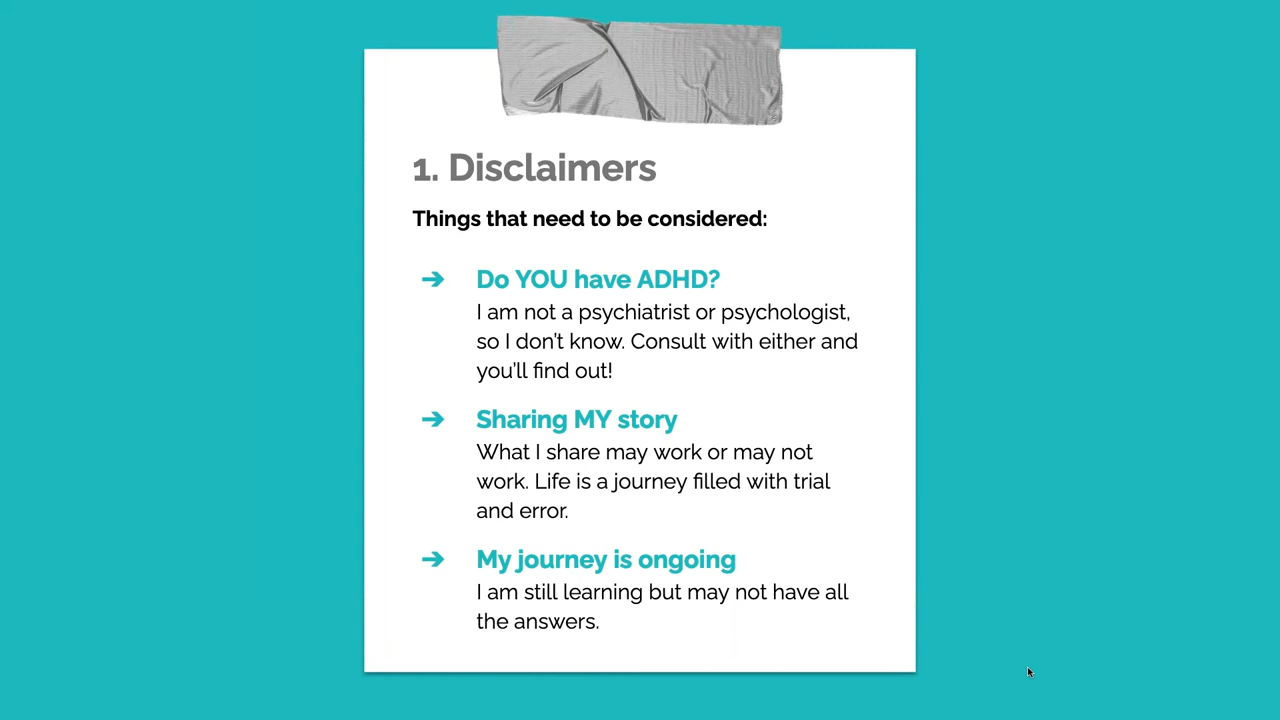 1. Disclaimers
Things that need to be considered:
➔ Do YOU have ADHD?
I am not a psychiatrist or psychologist,
so I don’t know. Consult with either and
you’ll find out!
➔ Sharing MY story
What I share may work or may not
work. Life is a journey filled with trial
and error.
➔ My journey is ongoing
I am still learning but may not have all
the answers.